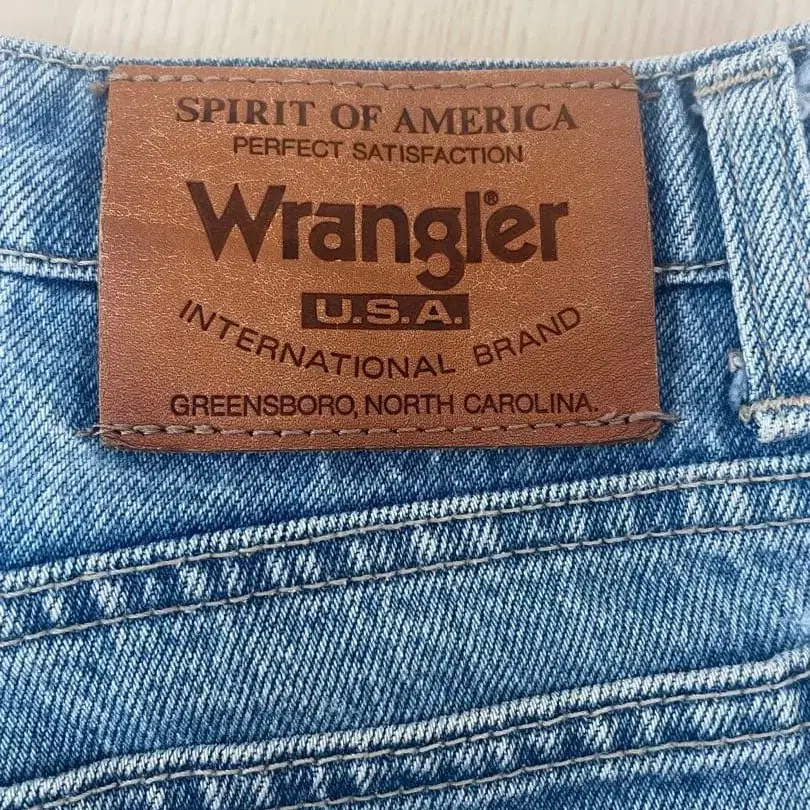 SPIRIT OF AMERICA
PERFECT SATISFACTION
Wrangler®
U.S.A.
INTERNATIONAL BRAND
GREENSBORO, NORTH CAROLINA.